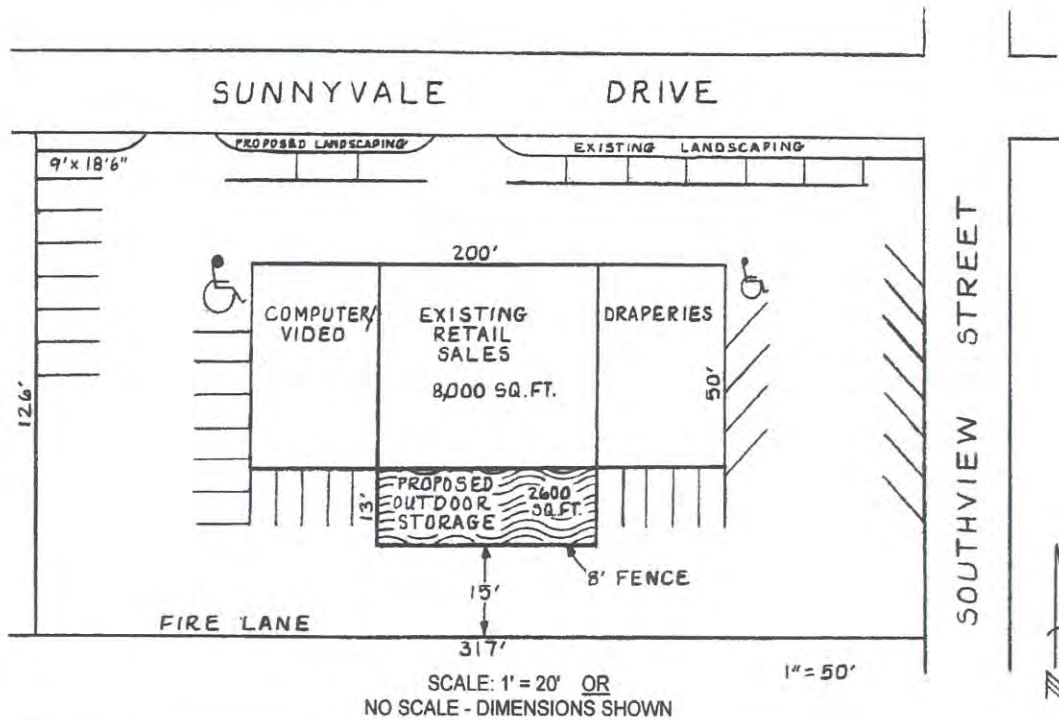 SUNNYVALE DRIVE
PROPOSED LANDSCAPING
EXISTING LANDSCAPING
9' x 18'6"
SOUTHVIEW STREET
200'
COMPUTER/
VIDEO
EXISTING
RETAIL
SALES
8,000 SQ.FT.
DRAPERIES
50'
126'
PROPOSED
OUTDOOR
STORAGE
2600
SQ.FT.
13'
8' FENCE
15'
FIRE LANE
317'
1" = 50'
SCALE: 1' = 20' OR
NO SCALE - DIMENSIONS SHOWN